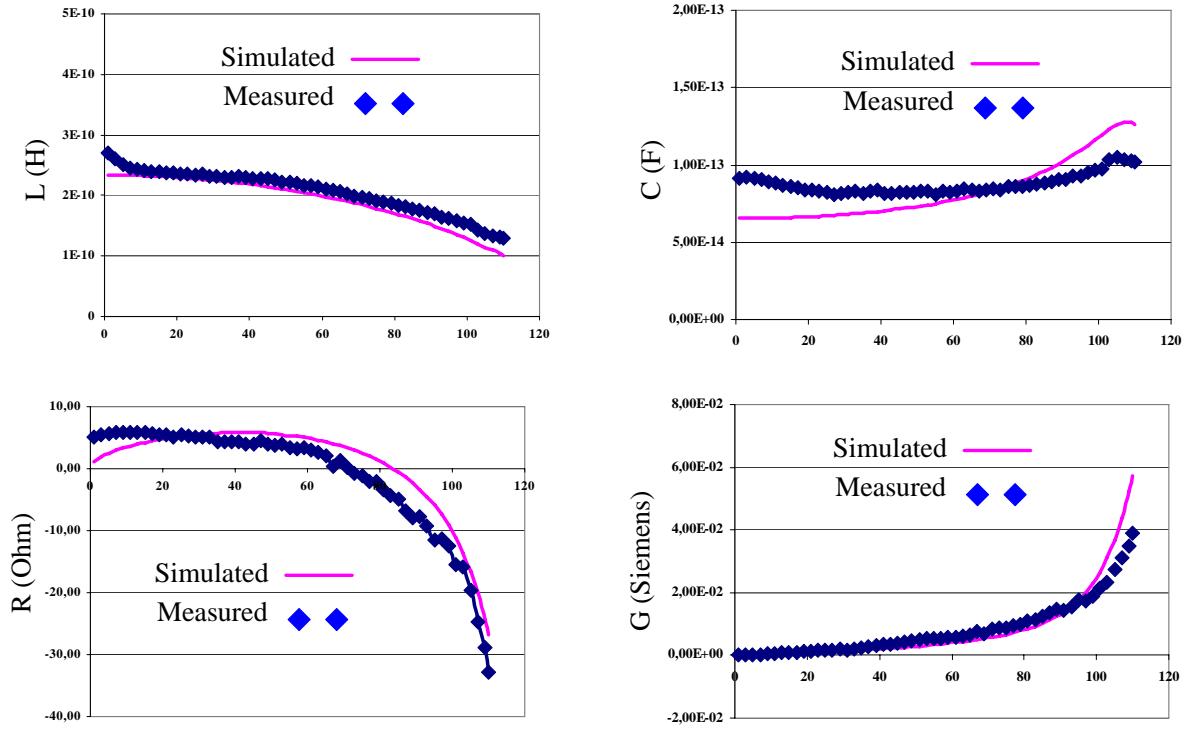 5E-10
4E-10
3E-10
2E-10
1E-10
0
L (H)
Simulated
Measured
0 20 40 60 80 100 120
2,00E-13
1,50E-13
1,00E-13
5,00E-14
0,00E+00
C (F)
Simulated
Measured
0 20 40 60 80 100 120
10,00
0,00
-10,00
-20,00
-30,00
-40,00
R (Ohm)
0 20 40 60 80 100 120
Simulated
Measured
8,00E-02
6,00E-02
4,00E-02
2,00E-02
0,00E+00
-2,00E-02
G (Siemens)
Simulated
Measured
0 20 40 60 80 100 120